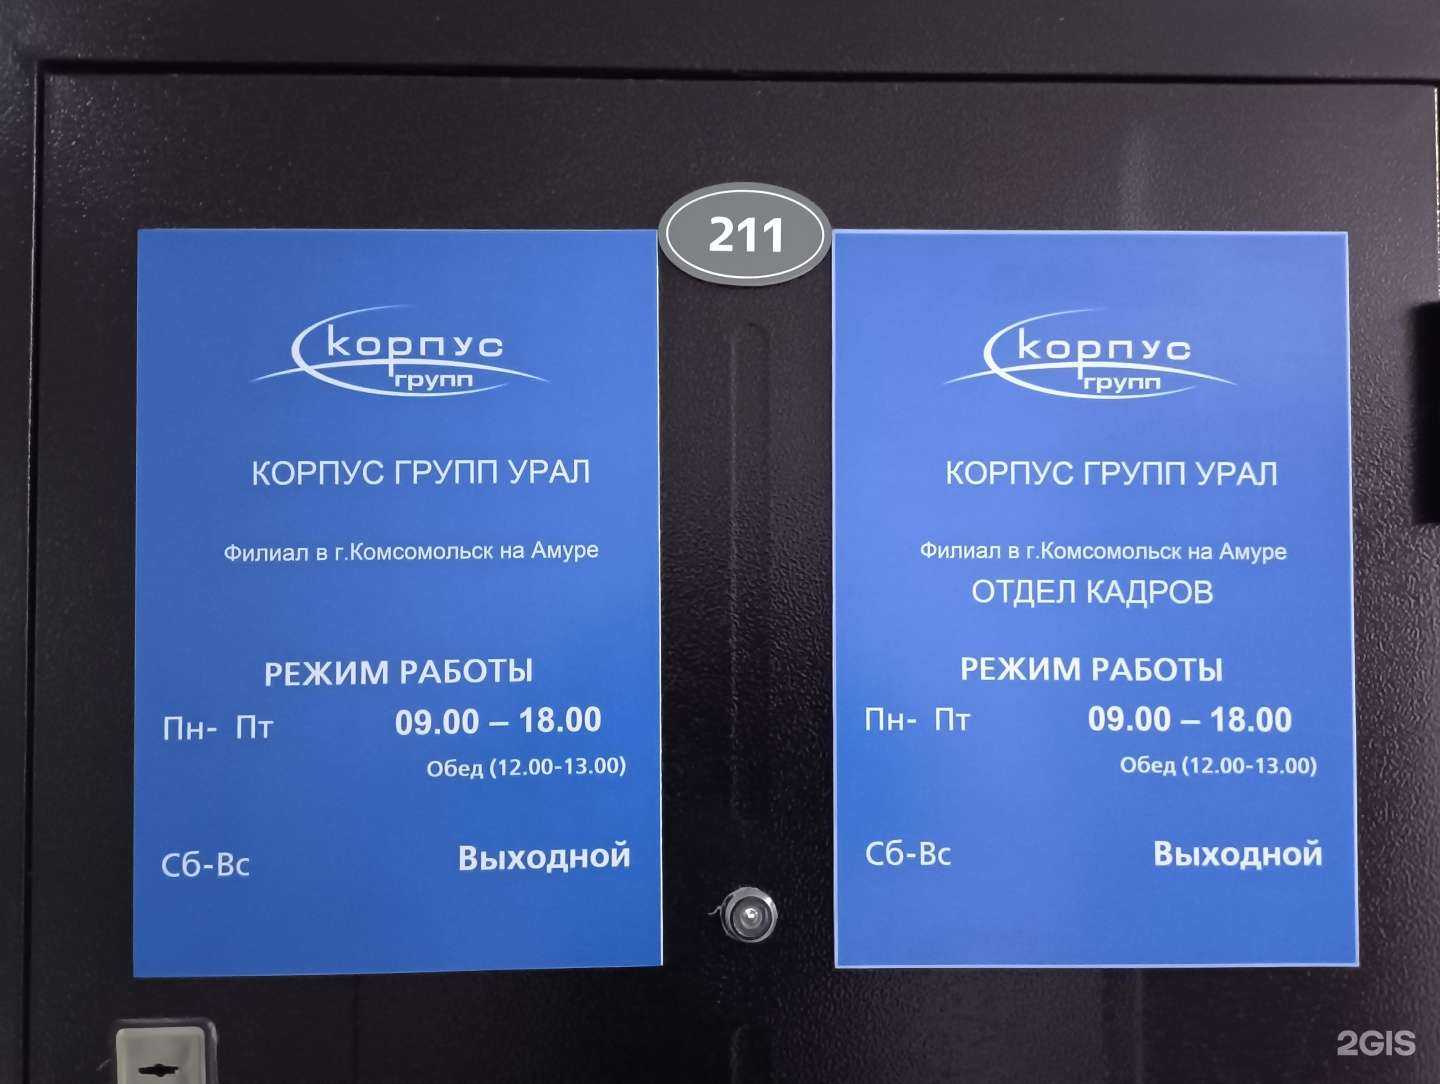 211
корпус
групп
КОРПУС ГРУПП УРАЛ
Филиал в г.Комсомольск на Амуре
РЕЖИМ РАБОТЫ
Пн- Пт 09.00 – 18.00
Обед (12.00-13.00)
Сб-Вс Выходной
корпус
групп
КОРПУС ГРУПП УРАЛ
Филиал в г.Комсомольск на Амуре
ОТДЕЛ КАДРОВ
РЕЖИМ РАБОТЫ
Пн- Пт 09.00 – 18.00
Обед (12.00-13.00)
Сб-Вс Выходной
2GIS